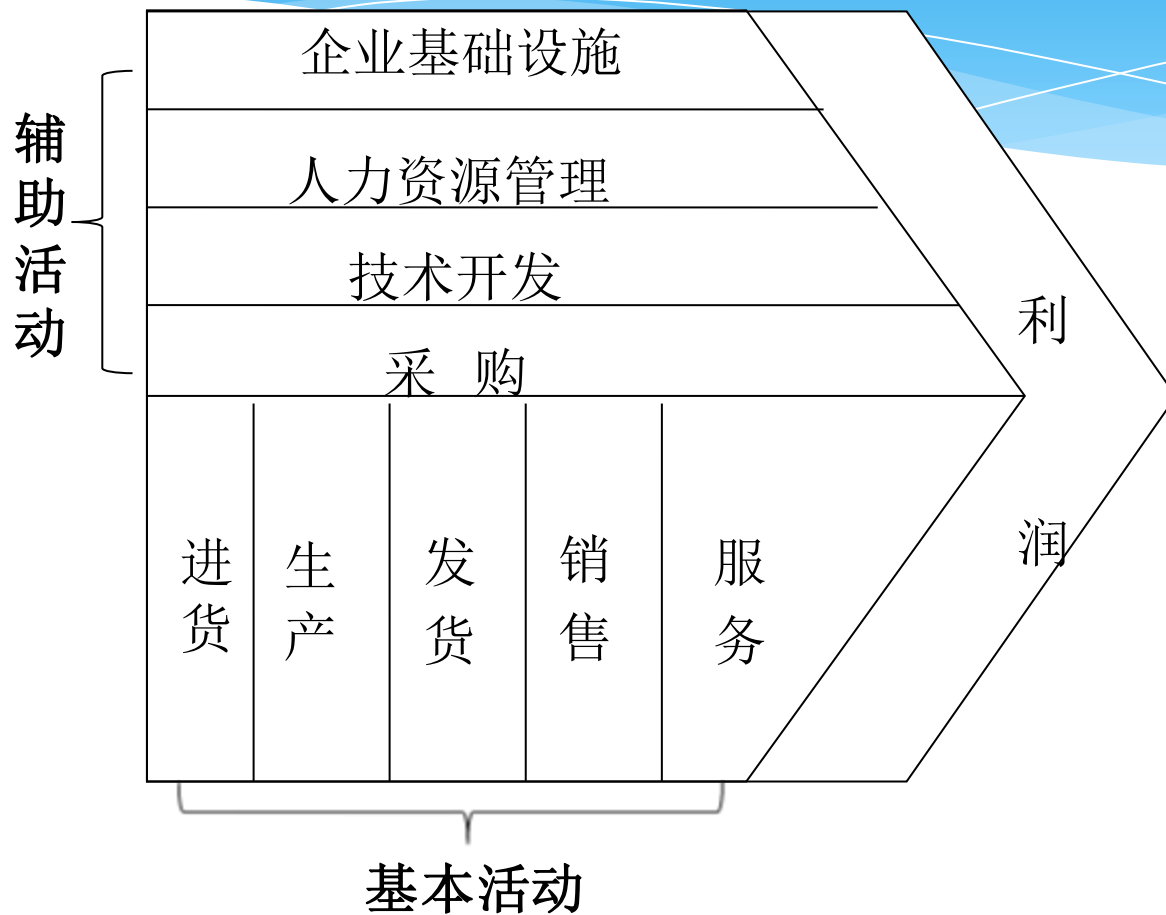 企业基础设施
人力资源管理
技术开发
采 购
辅助活动
进货
生产
发货
销售
服务
利润
基本活动